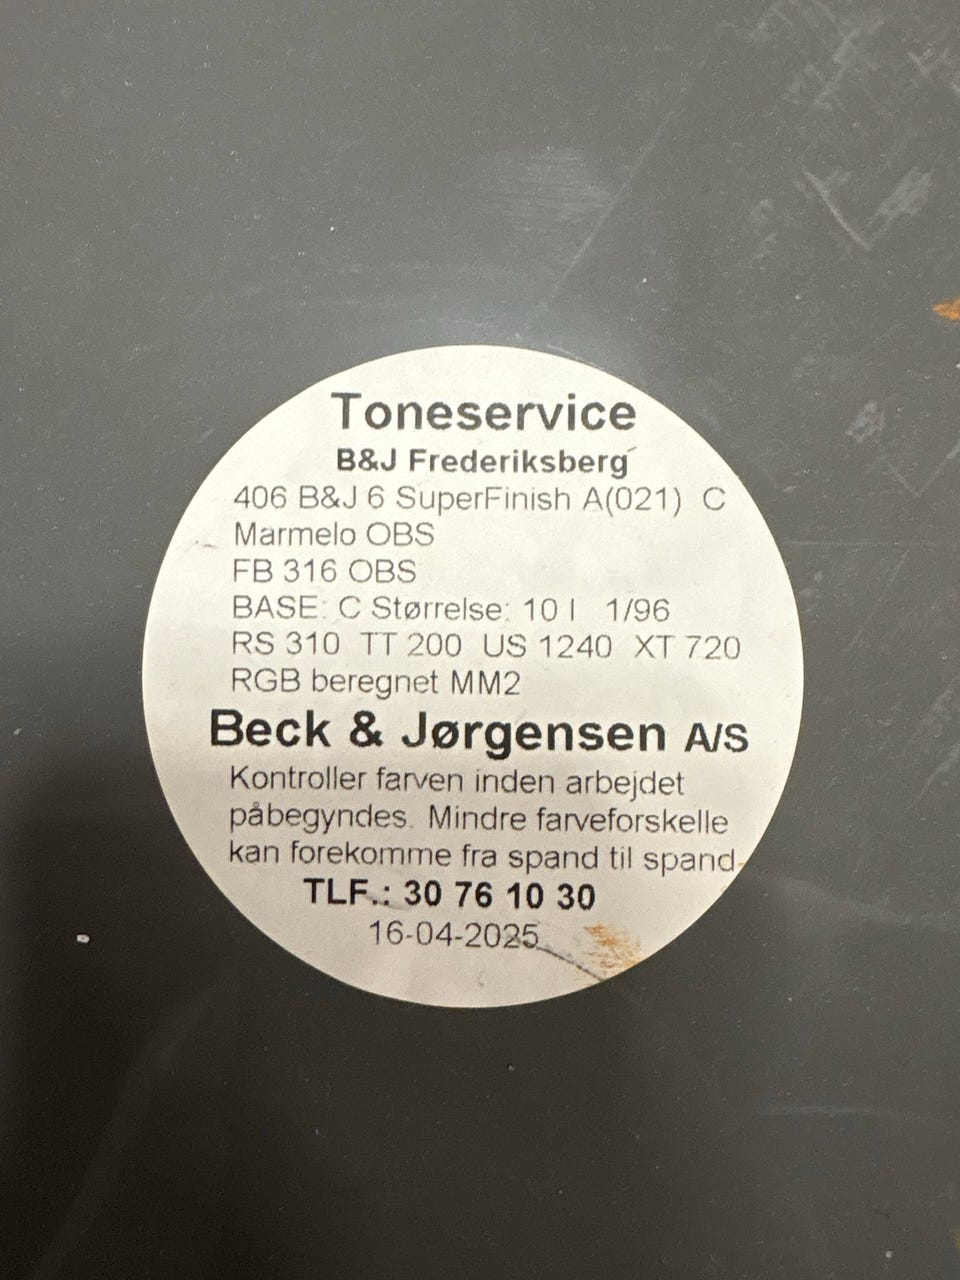 Toneservice
B&J Frederiksberg
406 B&J 6 SuperFinish A(021) C
Marmelo OBS
FB 316 OBS
BASE: C Størrelse: 10 l 1/96
RS 310 TT 200 US 1240 XT 720
RGB beregnet MM2
Beck & Jørgensen A/S
Kontroller farven inden arbejdet
påbegyndes. Mindre farveforskelle
kan forekomme fra spand til spand-
TLF.: 30 76 10 30
16-04-2025